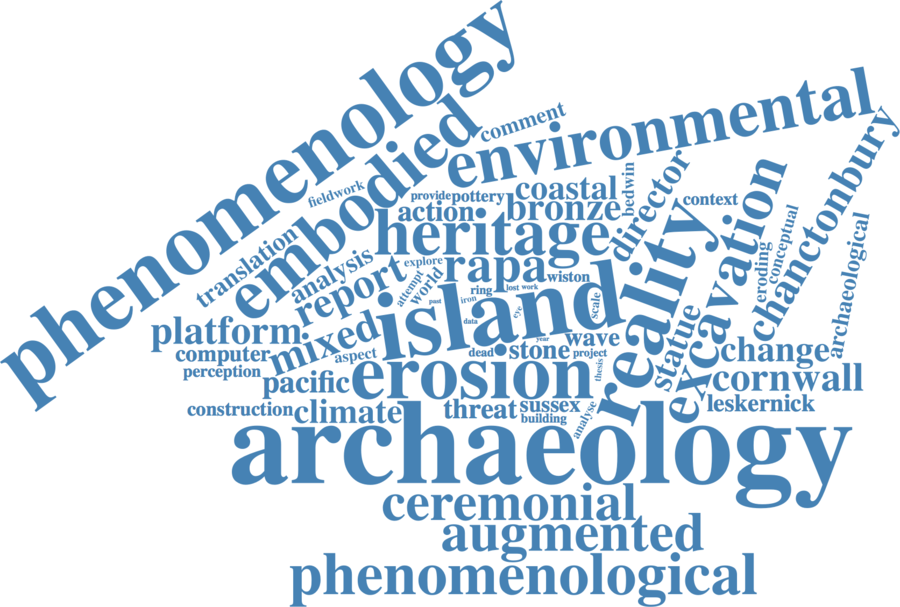 phenomenology
embodied
comment
environmental
chanctonbury
fieldwork
provide
pottery
coastal
bedwin
director
context
action
bronze
heritage
translation
analysis
explore
rapa
wiston
reality
excavation
conceptual
eroding
archaeological
report
attempt
world
ring
lost
work
past
iron
eye
scale
island
data
platform
mixed
computer
aspect
perception
year
wave
dead
stone
project
thesis
statue
change
pacific
erosion
cornwall
construction
climate
threat
sussex
building
analyse
leskernick
archaeology
ceremonial
augmented
phenomenological